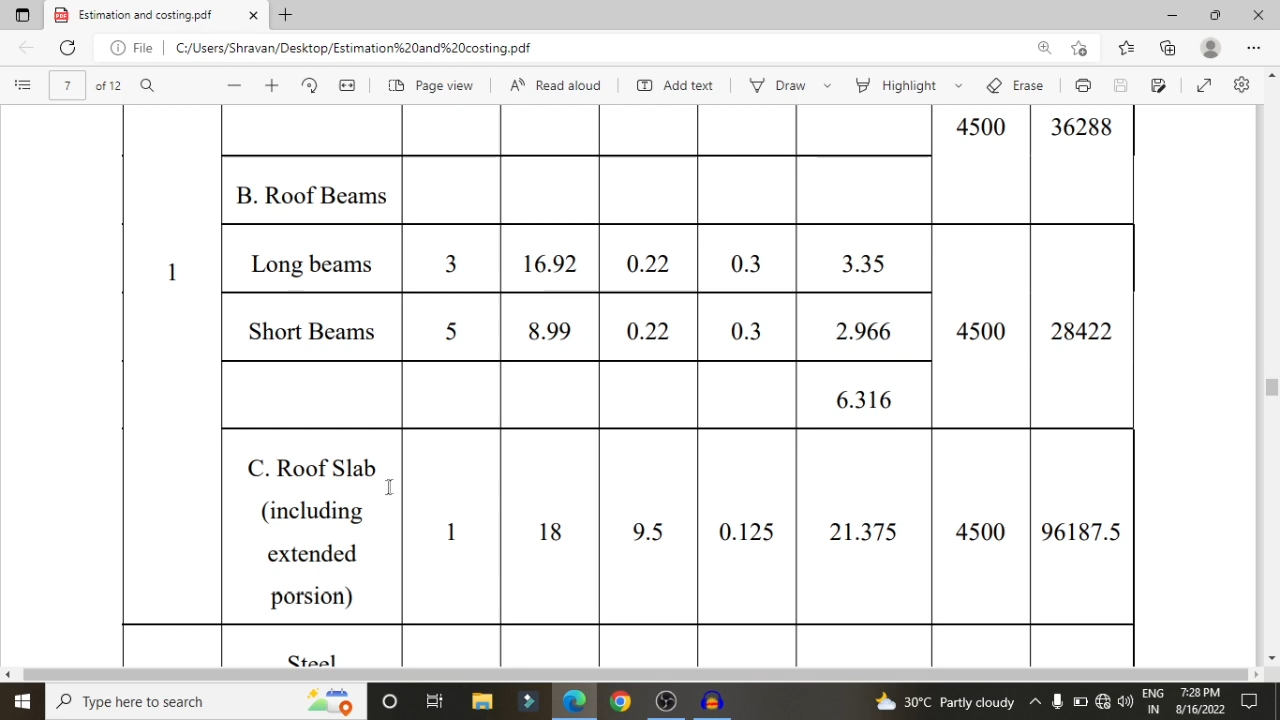 Estimation and costing.pdf
File
C:/Users/Shravan/Desktop/Estimation%20and%20costing.pdf
7 of 12
Page view
Read aloud
Add text
Draw
Highlight
Erase
4500 36288
B. Roof Beams
1
Long beams 3 16.92 0.22 0.3 3.35
Short Beams 5 8.99 0.22 0.3 2.966 4500 28422
6.316
C. Roof Slab
(including
extended
porsion)
1 18 9.5 0.125 21.375 4500 96187.5
Steel
Type here to search
30°C Partly cloudy
ENG
IN
7:28 PM
8/16/2022